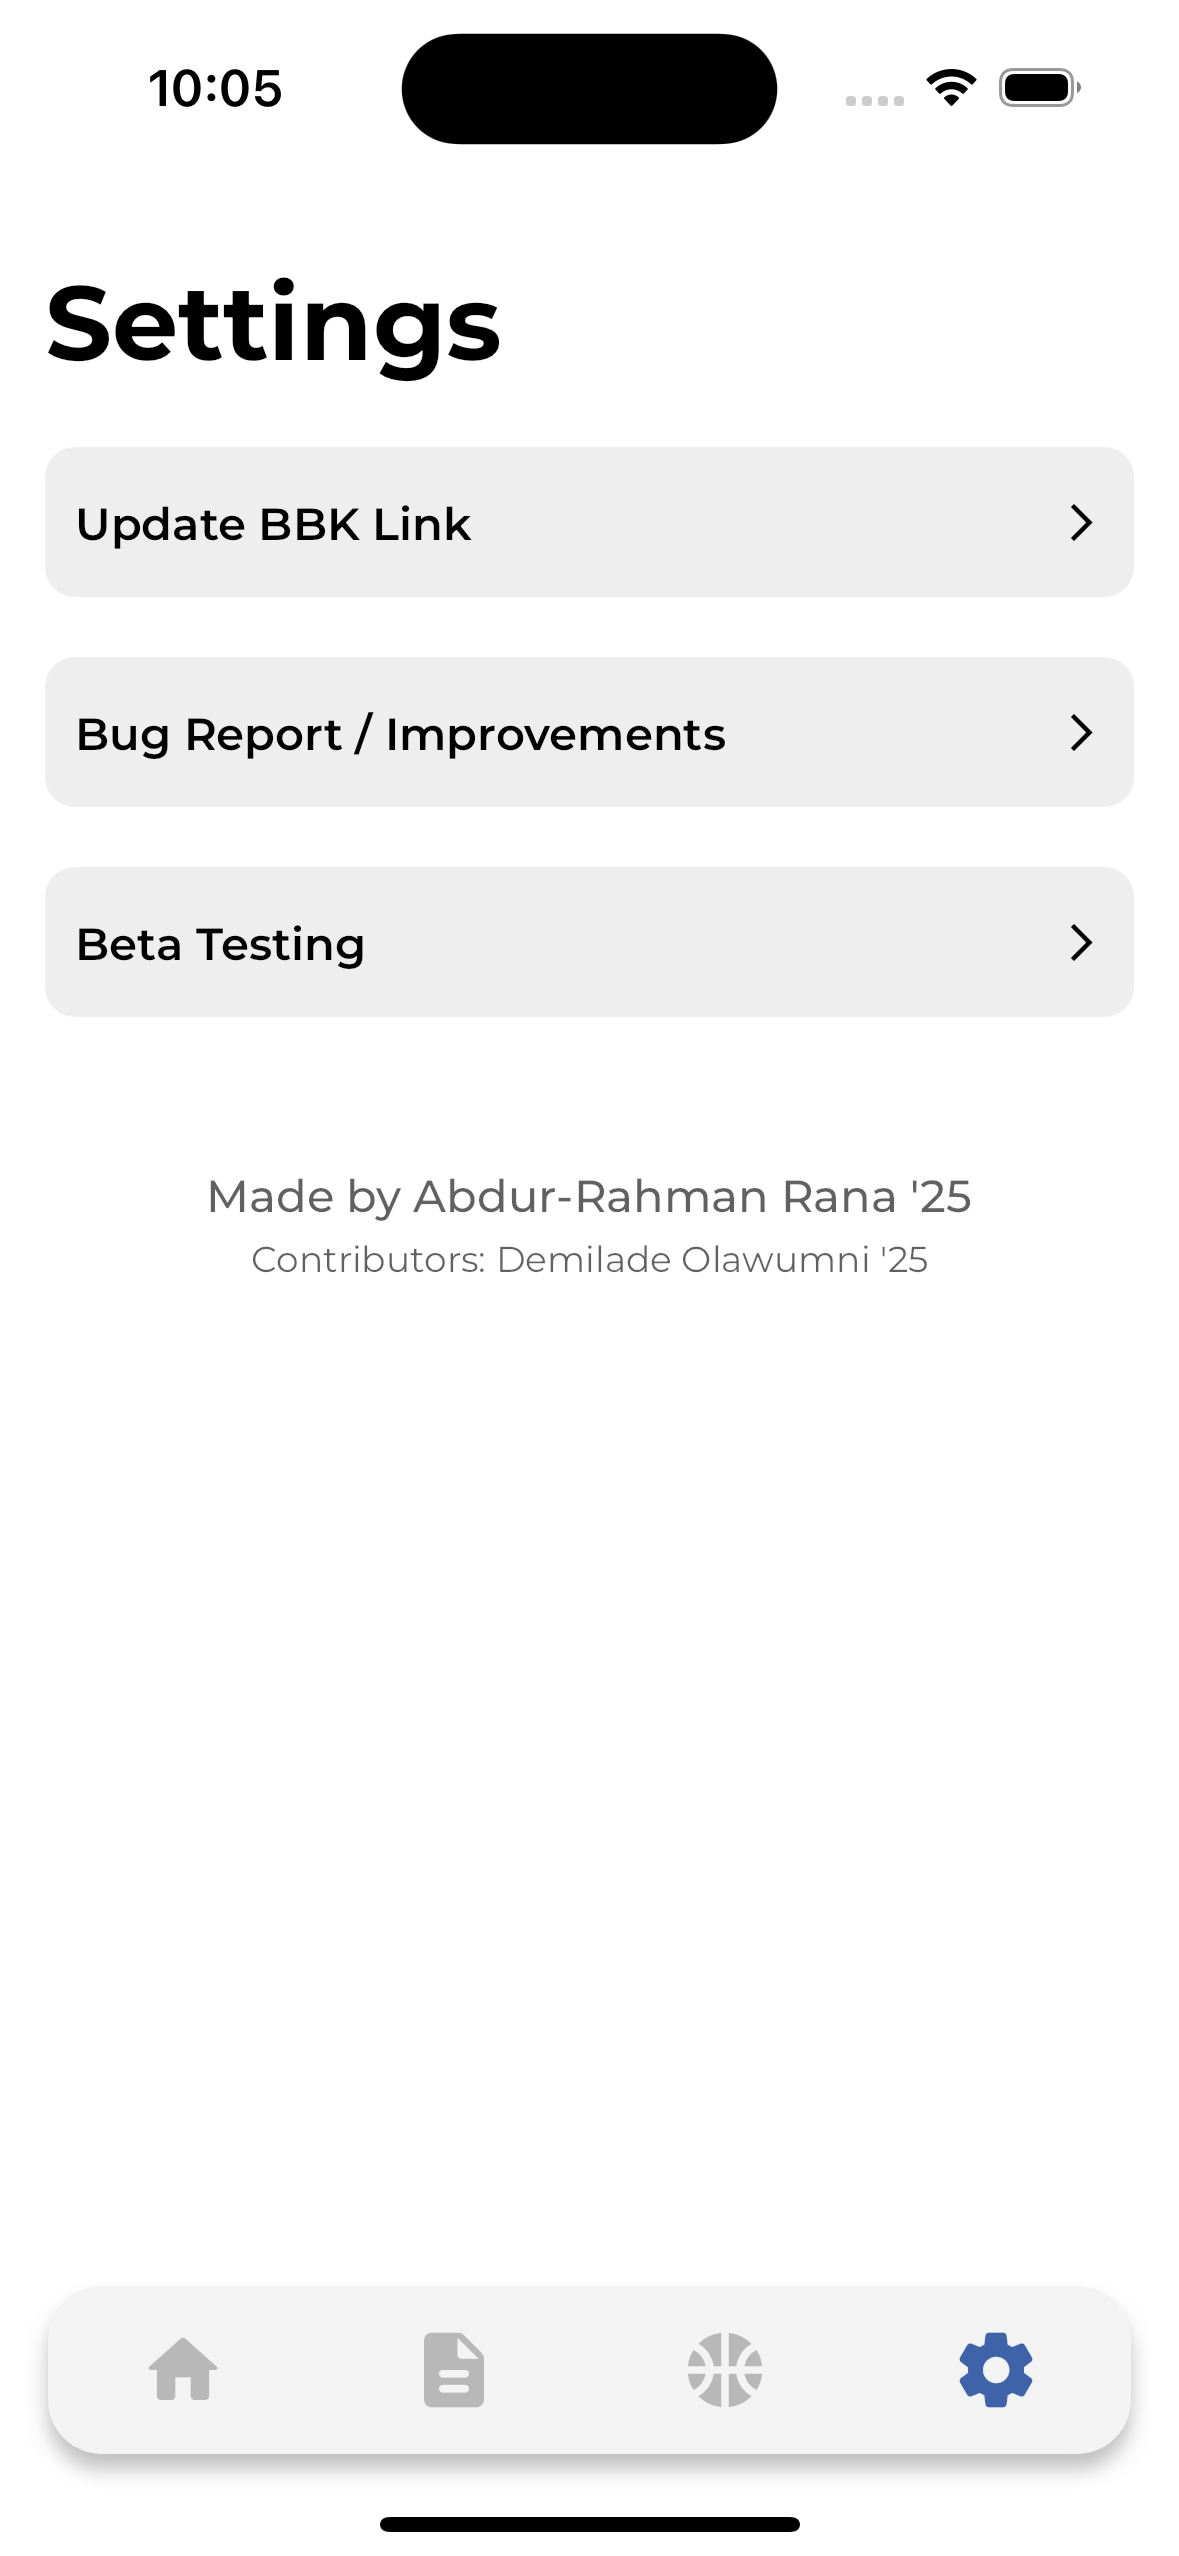 10:05
Settings
Update BBK Link
Bug Report / Improvements
Beta Testing
Made by Abdur-Rahman Rana '25
Contributors: Demilade Olawumni '25